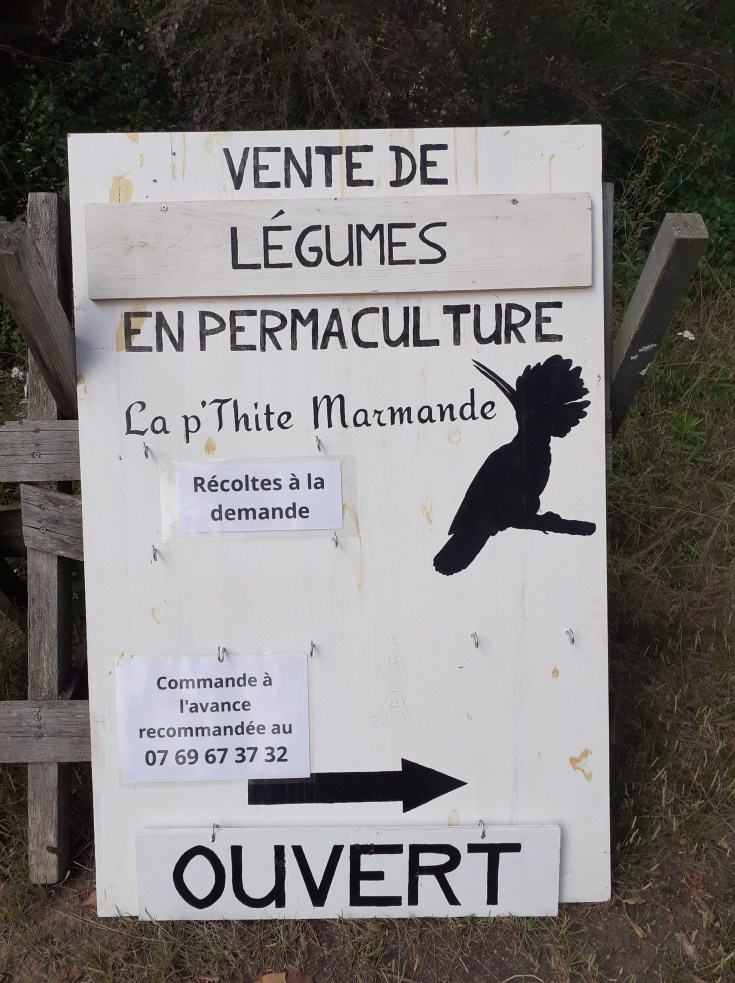 VENTE DE
LÉGUMES
EN PERMACULTURE
La p'Thite Marmande
Récoltes à la
demande
Commande à
l'avance
recommandée au
07 69 67 37 32
OUVERT